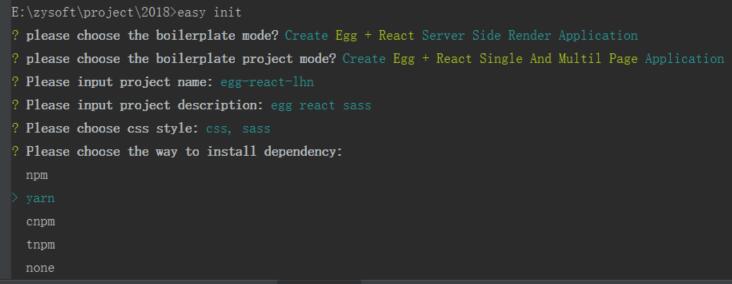 E:\zysoft\project\2018>easy init
? please choose the boilerplate mode? Create Egg + React Server Side Render Application
? please choose the boilerplate project mode? Create Egg + React Single And Multil Page Application
? Please input project name: egg-react-lhn
? Please input project description: egg react sass
? Please choose css style: css, sass
? Please choose the way to install dependency:
npm
> yarn
cnpm
tnpm
none